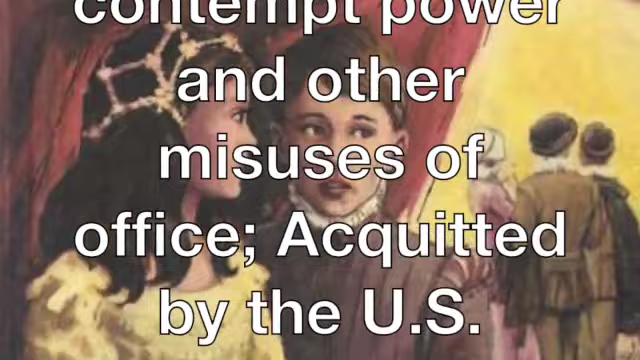 contempt power
and other
misuses of
office; Acquitted
by the U.S.